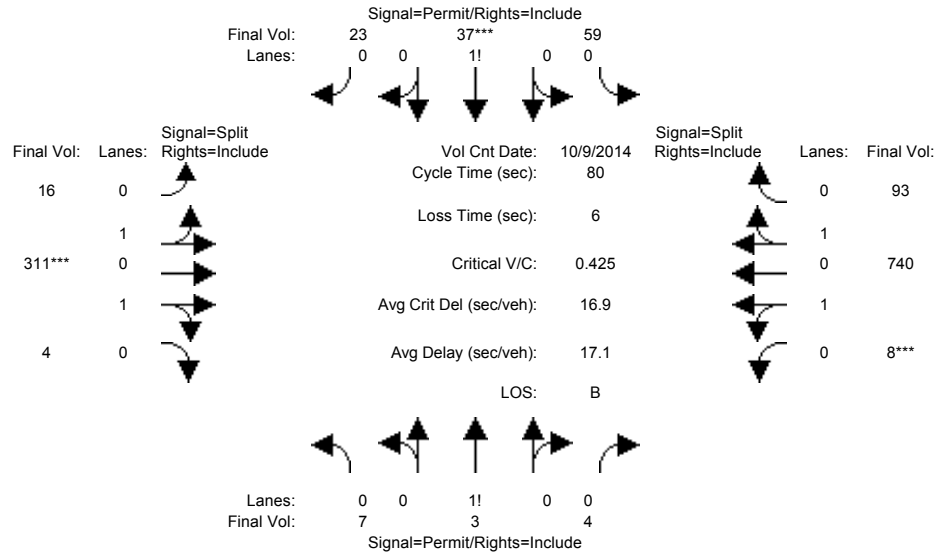 Signal=Permit/Rights=Include
Final Vol: 23 37*** 59
Lanes: 0 0 1! 0 0
Signal=Split Signal=Split
Final Vol: Lanes: Rights=Include Vol Cnt Date: 10/9/2014 Rights=Include Lanes: Final Vol:
Cycle Time (sec): 80
16 0 0 93
Loss Time (sec): 6
1 1
311*** 0 Critical V/C: 0.425 0 740
1 Avg Crit Del (sec/veh): 16.9 1
4 0 Avg Delay (sec/veh): 17.1 0 8***
LOS: B
Lanes: 0 0 1! 0 0
Final Vol: 7 3 4
Signal=Permit/Rights=Include